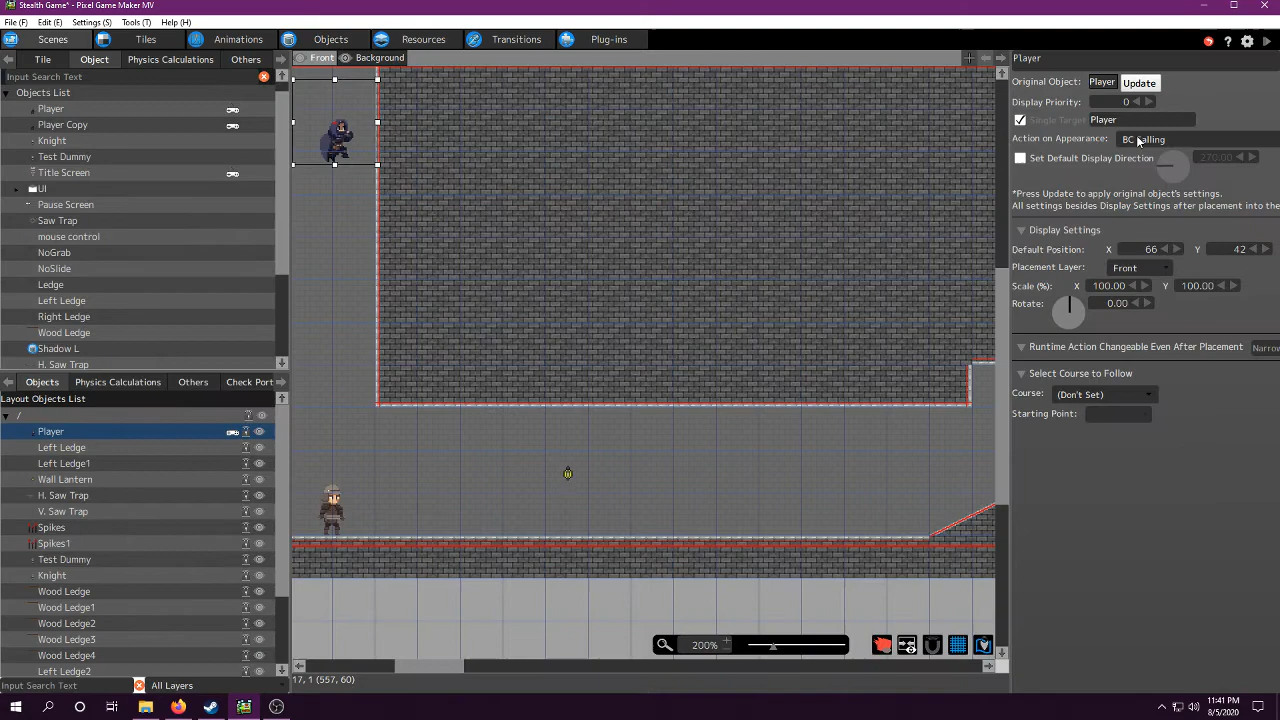 Stealth Game* - Pixel Game Maker MV
File (F) Edit (E) Settings (S) Tools (T) Help (H)
Scenes Tiles Animations Objects Resources Transitions Plug-ins
Tile Object Physics Calculations Others
Front Background
Player
Input Search Text
Objects List
Player
Player Copy
Knight
Test Dummy
Title Screen
UI
Pause Screen
Saw Trap
mouse control
NoGrab
NoSlide
Ledge
Left Ledge
Right Ledge
Wood Ledge
Shadow L
H. Saw Trap
Objects Physics Calculations Others Check Port
Layout Objects List
/
Player
Left Ledge
Left Ledge1
Wall Lantern
H. Saw Trap
V. Saw Trap
Spikes
Spikes1
Test Dummy
Knight
Wood Ledge
Wood Ledge1
Wood Ledge2
Wood Ledge3
Wood Ledge4
Left Ledge2
Input Search Text All Layers
200%
17, 1 (557, 60)
Original Object: Player Update
Display Priority: 0
Single Target Player
Action on Appearance:
Set Default Display Direction 270.00
*Press Update to apply original object's settings.
All settings besides Display Settings after placement into the
Display Settings
Default Position: X 66 Y 42
Placement Layer: Front
Scale (%): X 100.00 Y 100.00
Rotate: 0.00
Runtime Action Changeable Even After Placement Narrow
Select Course to Follow
Course: (Don't Set)
Starting Point:
11:41 PM
8/5/2020